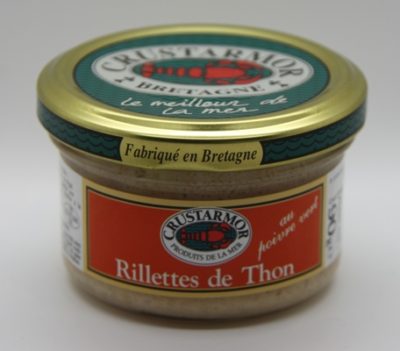 CRUSTARMOR
BRETAGNE
Le meilleur de
La mer
Fabriqué en Bretagne
CRUSTARMOR
PRODUITS DE LA MER
au
poivre vert
Rillettes de Thon